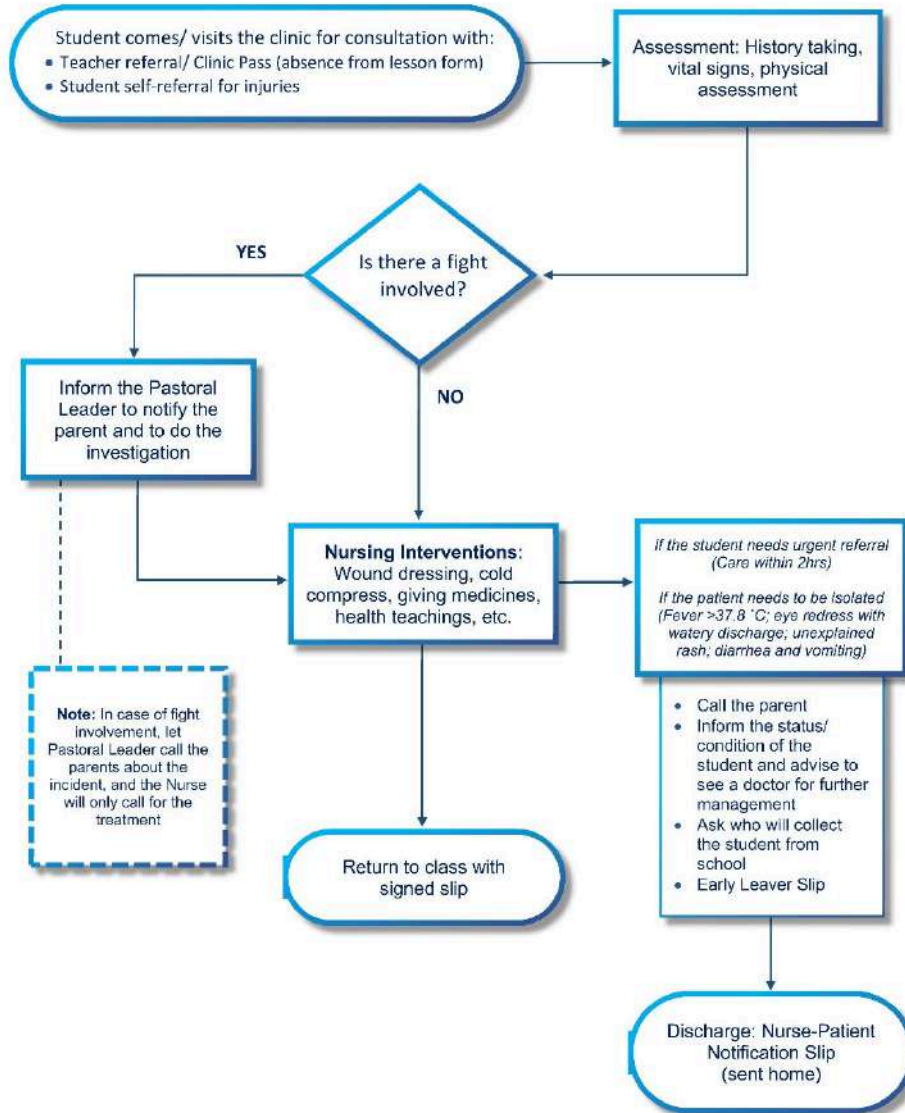 Student comes/ visits the clinic for consultation with:
• Teacher referral/ Clinic Pass (absence from lesson form)
• Student self-referral for injuries
Assessment: History taking,
vital signs, physical
assessment
YES
Is there a fight
involved?
Inform the Pastoral
Leader to notify the
parent and to do the
investigation
NO
Nursing Interventions:
Wound dressing, cold
compress, giving medicines,
health teachings, etc.
If the student needs urgent referral
(Care within 2hrs)
If the patient needs to be isolated
(Fever >37.8 ˚C; eye redress with
watery discharge; unexplained
rash; diarrhea and vomiting)
Note: In case of fight
involvement, let
Pastoral Leader call the
parents about the
incident, and the Nurse
will only call for the
treatment
• Call the parent
• Inform the status/
condition of the
student and advise to
see a doctor for further
management
• Ask who will collect
the student from
school
• Early Leaver Slip
Return to class with
signed slip
Discharge: Nurse-Patient
Notification Slip
(sent home)